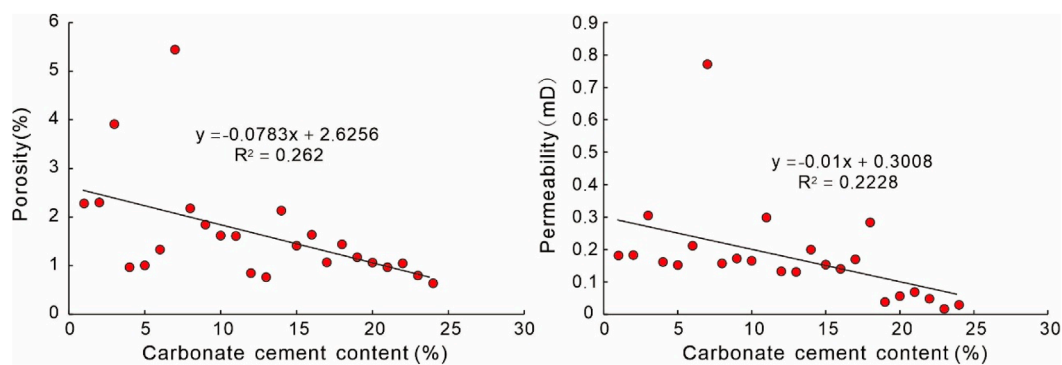 Porosity(%)
6
5
4
3
2
1
0
y =-0.0783x + 2.6256
R² = 0.262
0 5 10 15 20 25 30
Carbonate cement content (%)
Permeability (mD)
0.9
0.8
0.7
0.6
0.5
0.4
0.3
0.2
0.1
0
y =-0.01x + 0.3008
R² = 0.2228
0 5 10 15 20 25 30
Carbonate cement content (%)